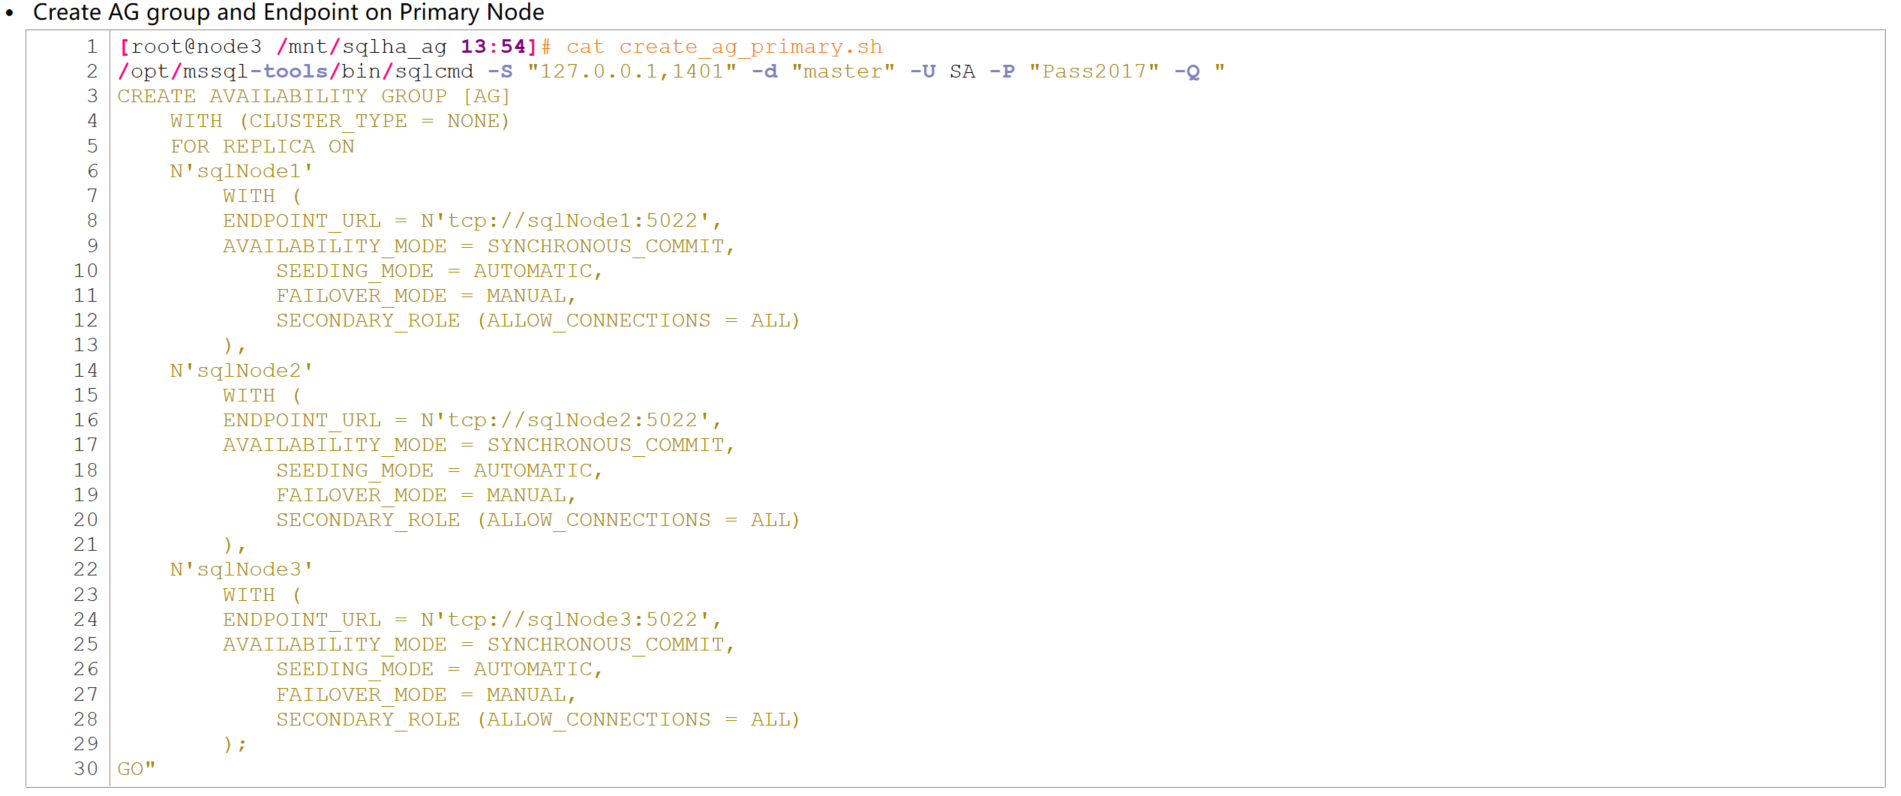 • Create AG group and Endpoint on Primary Node
1 [root@node3 /mnt/sqlha_ag 13:54]# cat create_ag_primary.sh
2 /opt/mssql-tools/bin/sqlcmd -S "127.0.0.1,1401" -d "master" -U SA -P "Pass2017" -Q "
3 CREATE AVAILABILITY GROUP [AG]
4     WITH (CLUSTER_TYPE = NONE)
5     FOR REPLICA ON
6     N'sqlNode1'
7         WITH (
8         ENDPOINT_URL = N'tcp://sqlNode1:5022',
9         AVAILABILITY_MODE = SYNCHRONOUS_COMMIT,
10             SEEDING_MODE = AUTOMATIC,
11             FAILOVER_MODE = MANUAL,
12             SECONDARY_ROLE (ALLOW_CONNECTIONS = ALL)
13         ),
14     N'sqlNode2'
15         WITH (
16         ENDPOINT_URL = N'tcp://sqlNode2:5022',
17         AVAILABILITY_MODE = SYNCHRONOUS_COMMIT,
18             SEEDING_MODE = AUTOMATIC,
19             FAILOVER_MODE = MANUAL,
20             SECONDARY_ROLE (ALLOW_CONNECTIONS = ALL)
21         ),
22     N'sqlNode3'
23         WITH (
24         ENDPOINT_URL = N'tcp://sqlNode3:5022',
25         AVAILABILITY_MODE = SYNCHRONOUS_COMMIT,
26             SEEDING_MODE = AUTOMATIC,
27             FAILOVER_MODE = MANUAL,
28             SECONDARY_ROLE (ALLOW_CONNECTIONS = ALL)
29         );
30 GO"